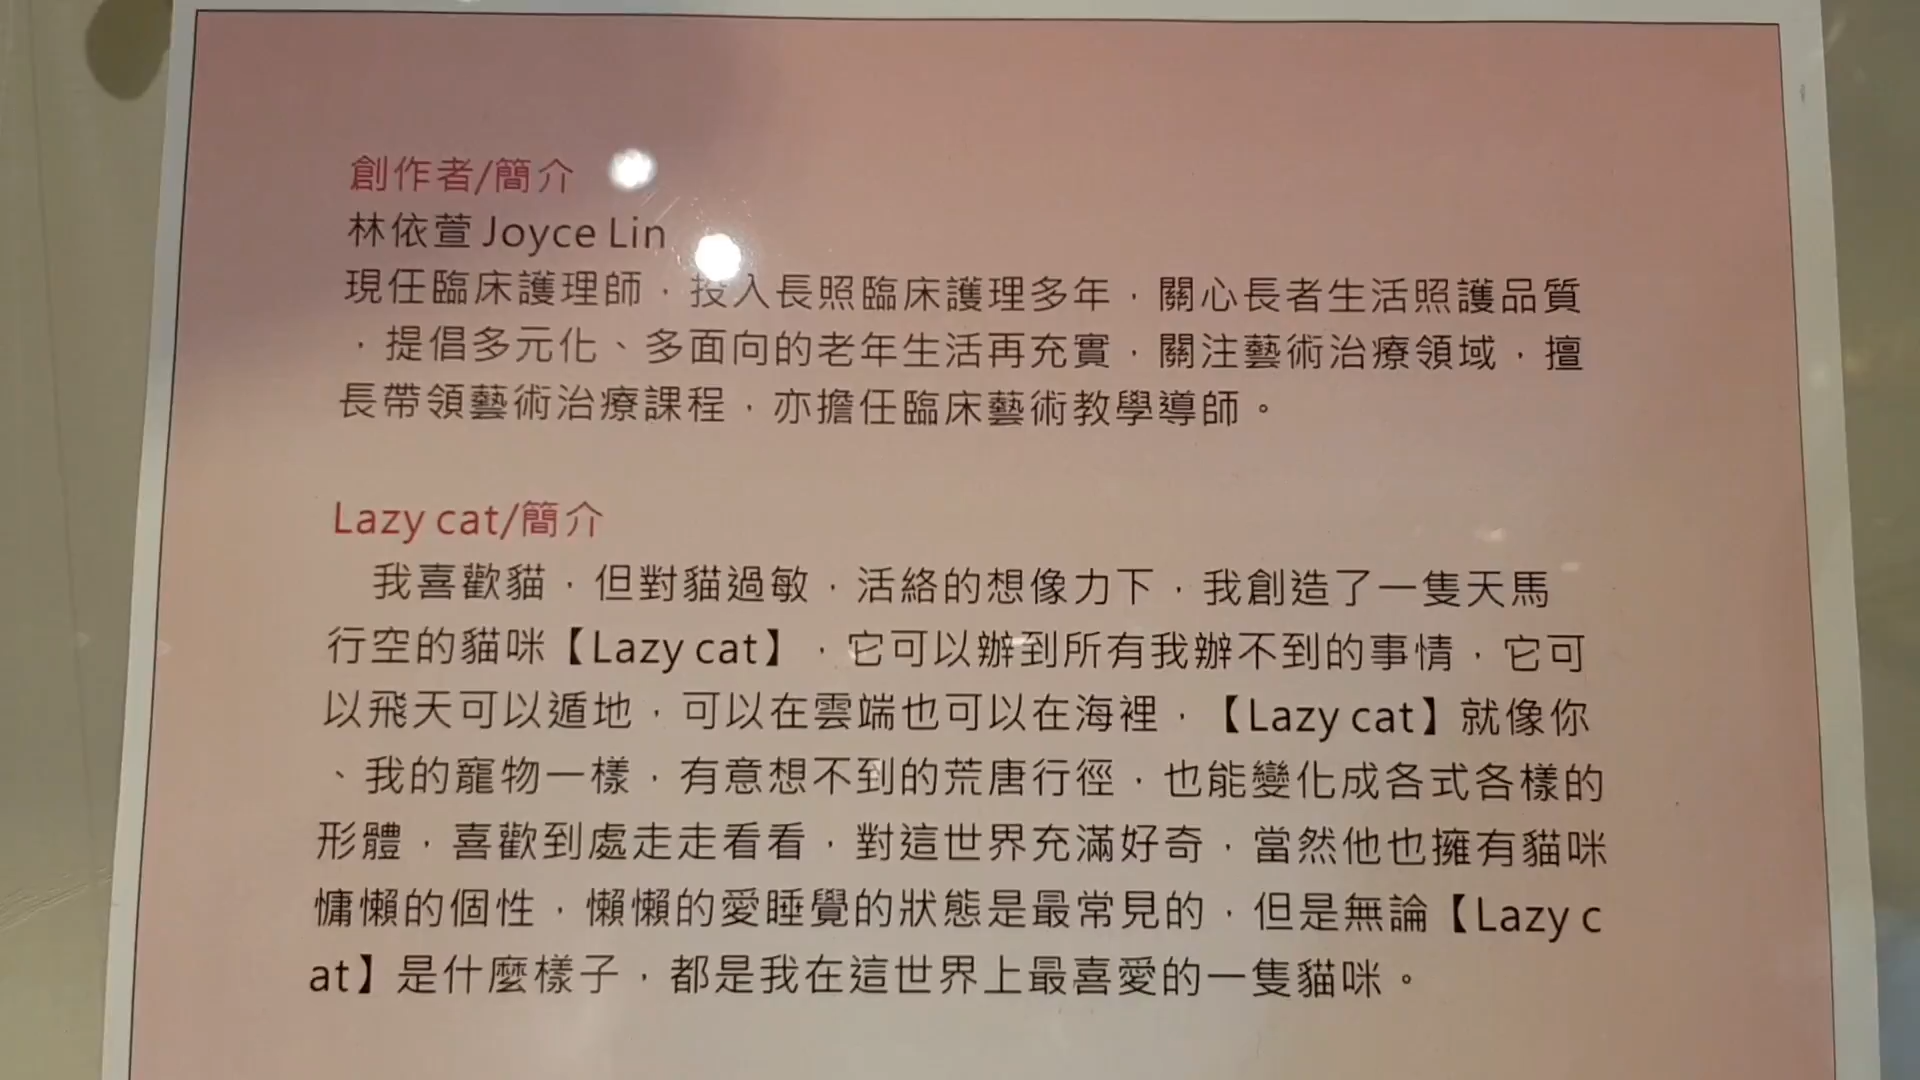 創作者/簡介
林依萱 Joyce Lin
現任臨床護理師，投入長照臨床護理多年，關心長者生活照護品質
，提倡多元化、多面向的老年生活再充實，關注藝術治療領域，擅
長帶領藝術治療課程，亦擔任臨床藝術教學導師。
Lazy cat/簡介
我喜歡貓，但對貓過敏，活絡的想像力下，我創造了一隻天馬
行空的貓咪【Lazy cat】，它可以辦到所有我辦不到的事情，它可
以飛天可以遁地，可以在雲端也可以在海裡，【Lazy cat】就像你
、我的寵物一樣，有意想不到的荒唐行徑，也能變化成各式各樣的
形體，喜歡到處走走看看，對這世界充滿好奇，當然他也擁有貓咪
慵懶的個性，懶懶的愛睡覺的狀態是最常見的，但是無論【Lazy c
at】是什麼樣子，都是我在這世界上最喜愛的一隻貓咪。